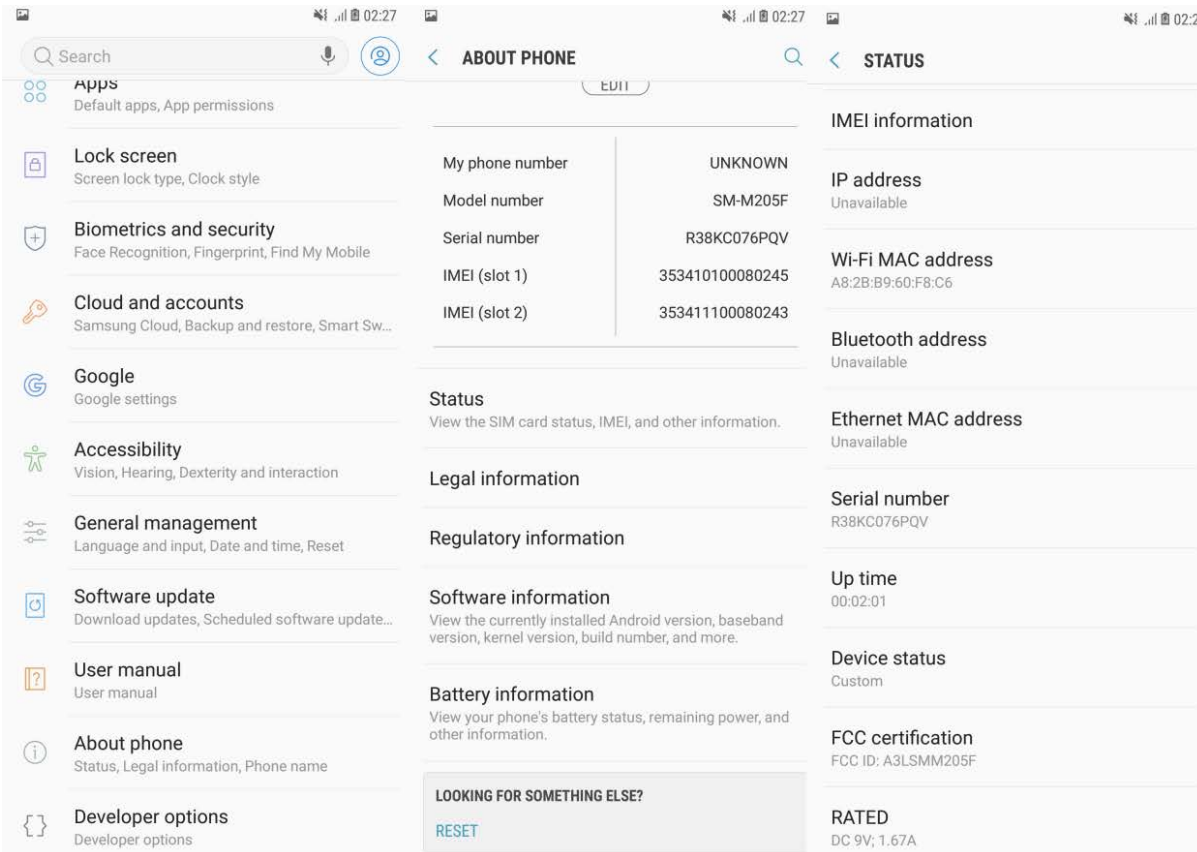 02:27
Search
Apps
Default apps, App permissions
Lock screen
Screen lock type, Clock style
Biometrics and security
Face Recognition, Fingerprint, Find My Mobile
Cloud and accounts
Samsung Cloud, Backup and restore, Smart Sw...
Google
Google settings
Accessibility
Vision, Hearing, Dexterity and interaction
General management
Language and input, Date and time, Reset
Software update
Download updates, Scheduled software update...
User manual
User manual
About phone
Status, Legal information, Phone name
Developer options
Developer options
02:27
ABOUT PHONE
EDIT
My phone number UNKNOWN
Model number SM-M205F
Serial number R38KC076PQV
IMEI (slot 1) 353410100080245
IMEI (slot 2) 353411100080243
Status
View the SIM card status, IMEI, and other information.
Legal information
Regulatory information
Software information
View the currently installed Android version, baseband
version, kernel version, build number, and more.
Battery information
View your phone's battery status, remaining power, and
other information.
LOOKING FOR SOMETHING ELSE?
RESET
02:2
STATUS
IMEI information
IP address
Unavailable
Wi-Fi MAC address
A8:2B:B9:60:F8:C6
Bluetooth address
Unavailable
Ethernet MAC address
Unavailable
Serial number
R38KC076PQV
Up time
00:02:01
Device status
Custom
FCC certification
FCC ID: A3LSMM205F
RATED
DC 9V; 1.67A